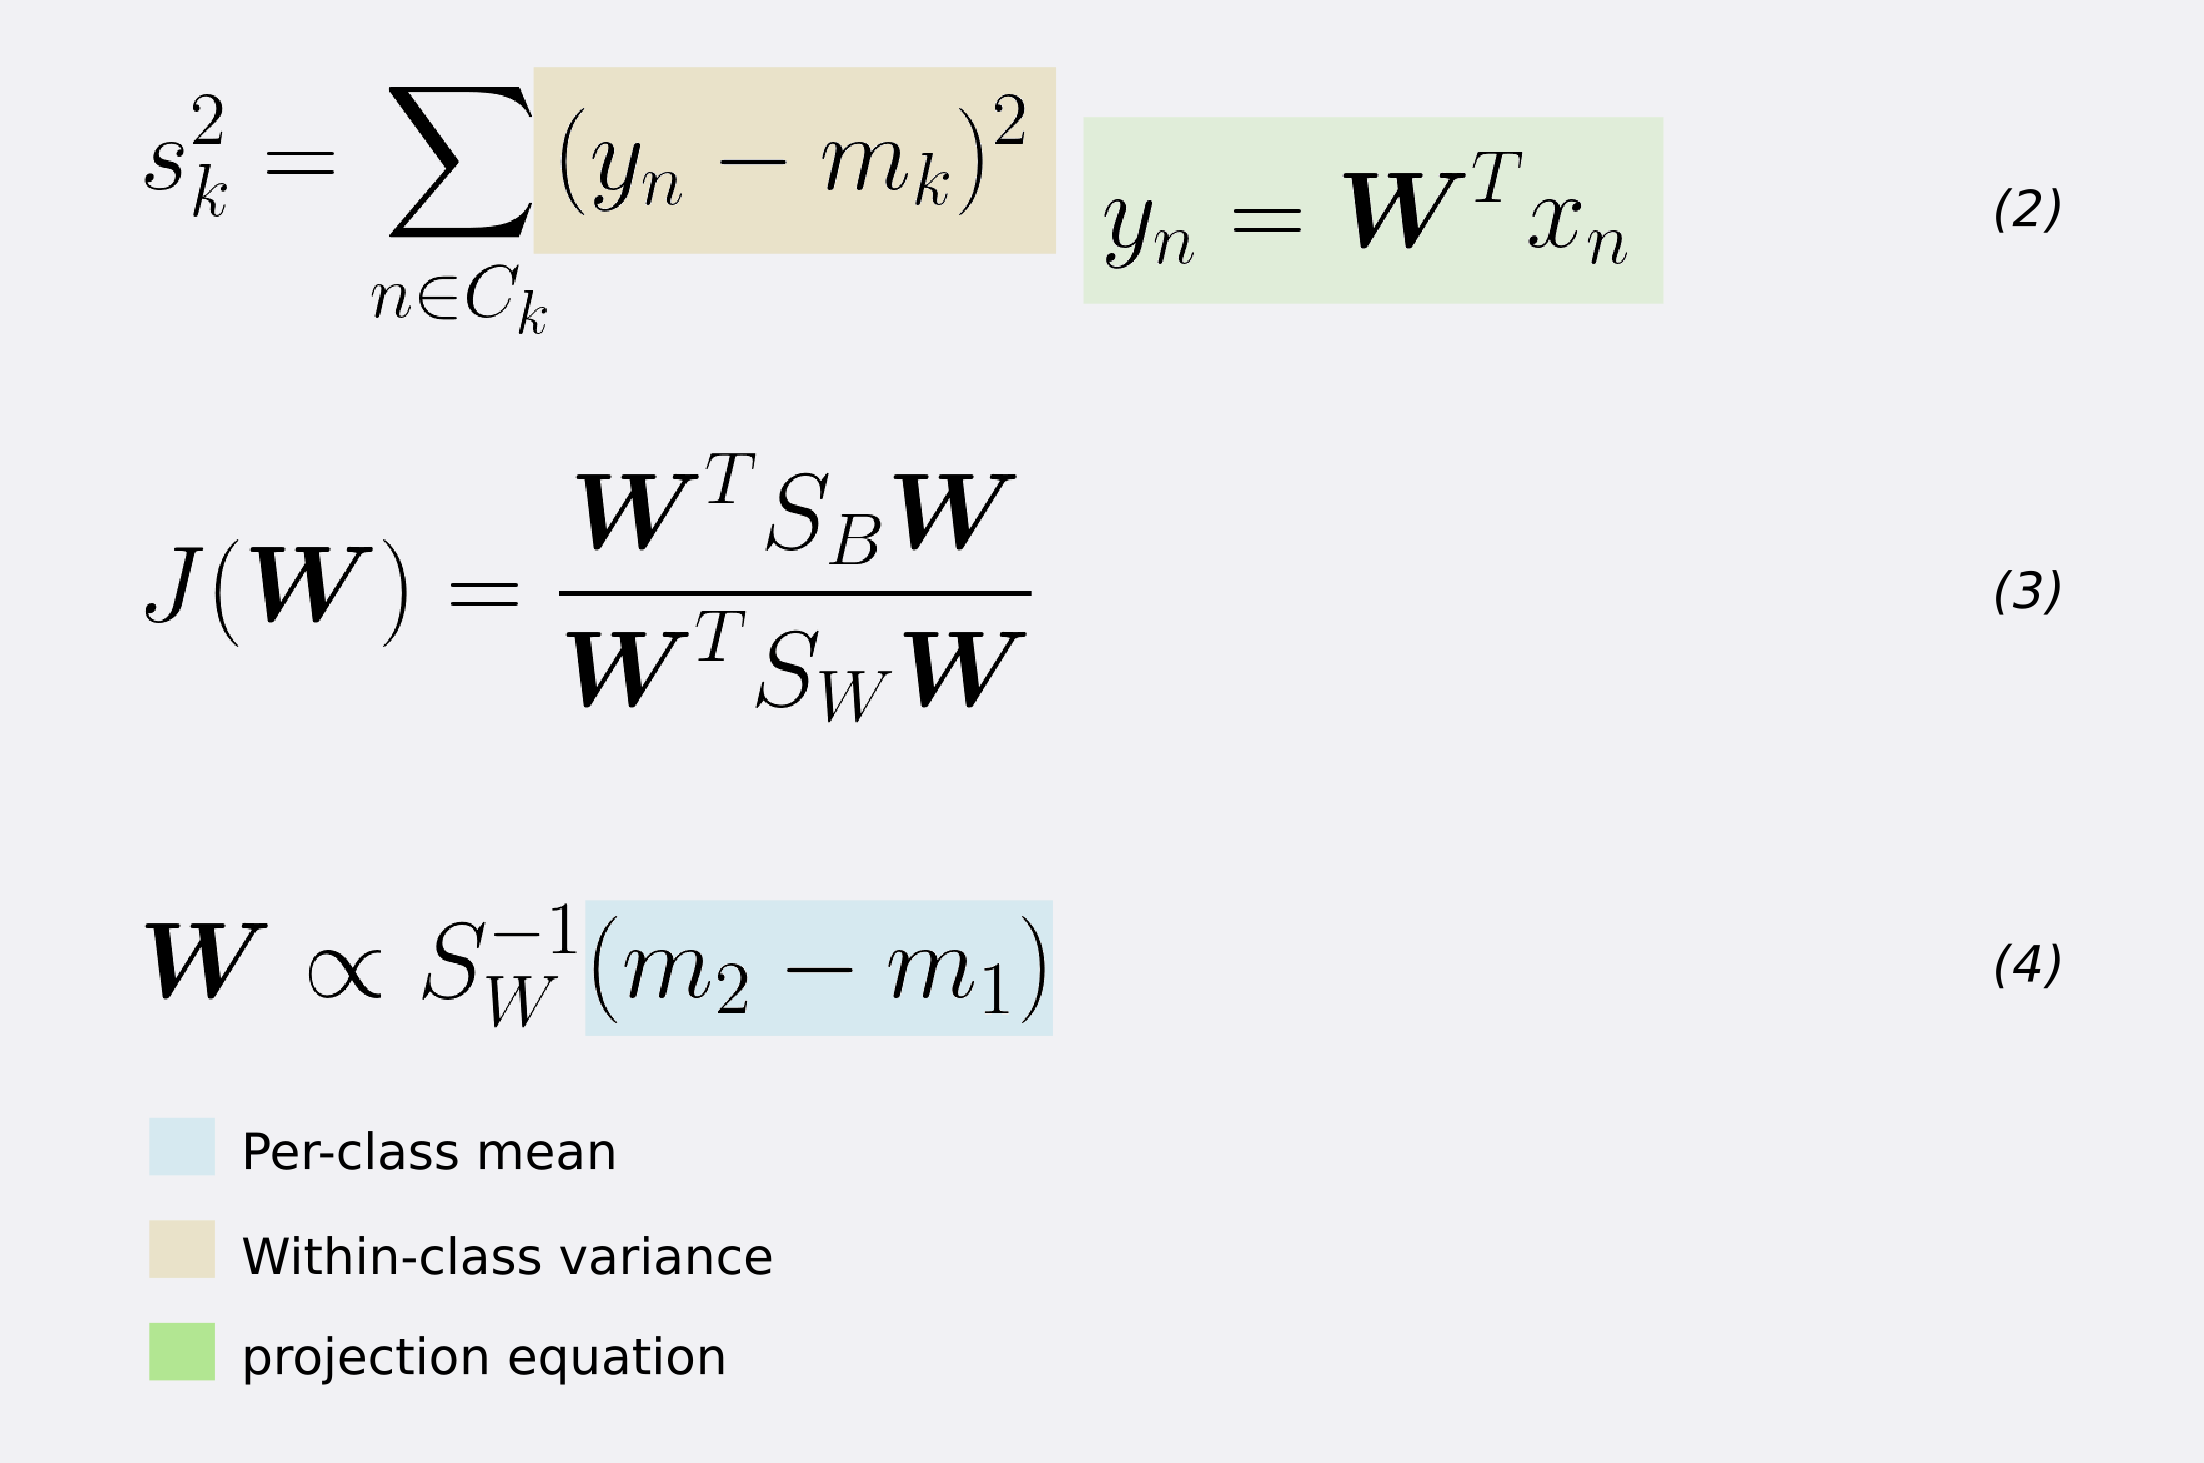 $s_k^2 = \sum_{n \in C_k} (y_n - m_k)^2 \quad y_n = \boldsymbol{W}^T x_n$ (2)
$J(\boldsymbol{W}) = \frac{\boldsymbol{W}^T S_B \boldsymbol{W}}{\boldsymbol{W}^T S_W \boldsymbol{W}}$ (3)
$\boldsymbol{W} \propto S_W^{-1}(m_2 - m_1)$ (4)
Per-class mean
Within-class variance
projection equation